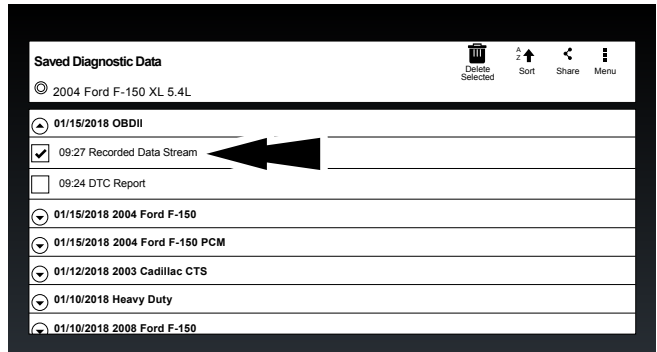 Saved Diagnostic Data
2004 Ford F-150 XL 5.4L
Delete
Selected
A
Z
Sort
Share
Menu
01/15/2018 OBDII
09:27 Recorded Data Stream
09:24 DTC Report
01/15/2018 2004 Ford F-150
01/15/2018 2004 Ford F-150 PCM
01/12/2018 2003 Cadillac CTS
01/10/2018 Heavy Duty
01/10/2018 2008 Ford F-150